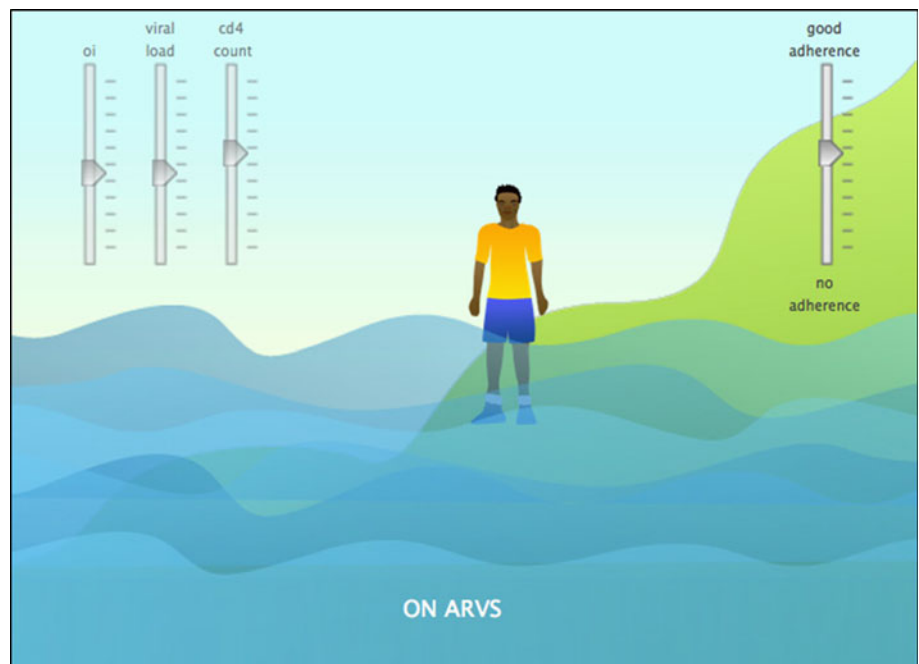 oi
viral
load
cd4
count
good
adherence
no
adherence
ON ARVS